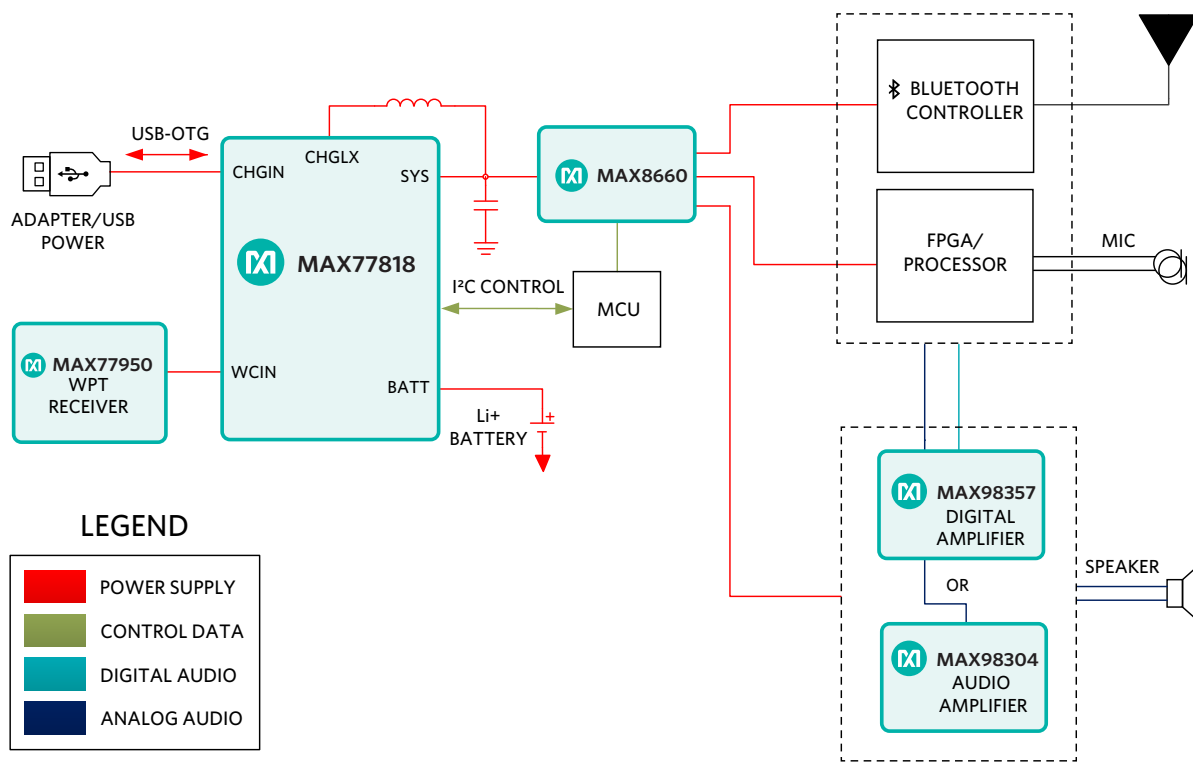 USB-OTG
ADAPTER/USB
POWER
CHGIN
CHGLX
SYS
MAX77818
WCIN
BATT
MAX77950
WPT
RECEIVER
MAX8660
I²C CONTROL
MCU
Li+
BATTERY
+
BLUETOOTH
CONTROLLER
FPGA/
PROCESSOR
MIC
MAX98357
DIGITAL
AMPLIFIER
OR
MAX98304
AUDIO
AMPLIFIER
SPEAKER
LEGEND
POWER SUPPLY
CONTROL DATA
DIGITAL AUDIO
ANALOG AUDIO